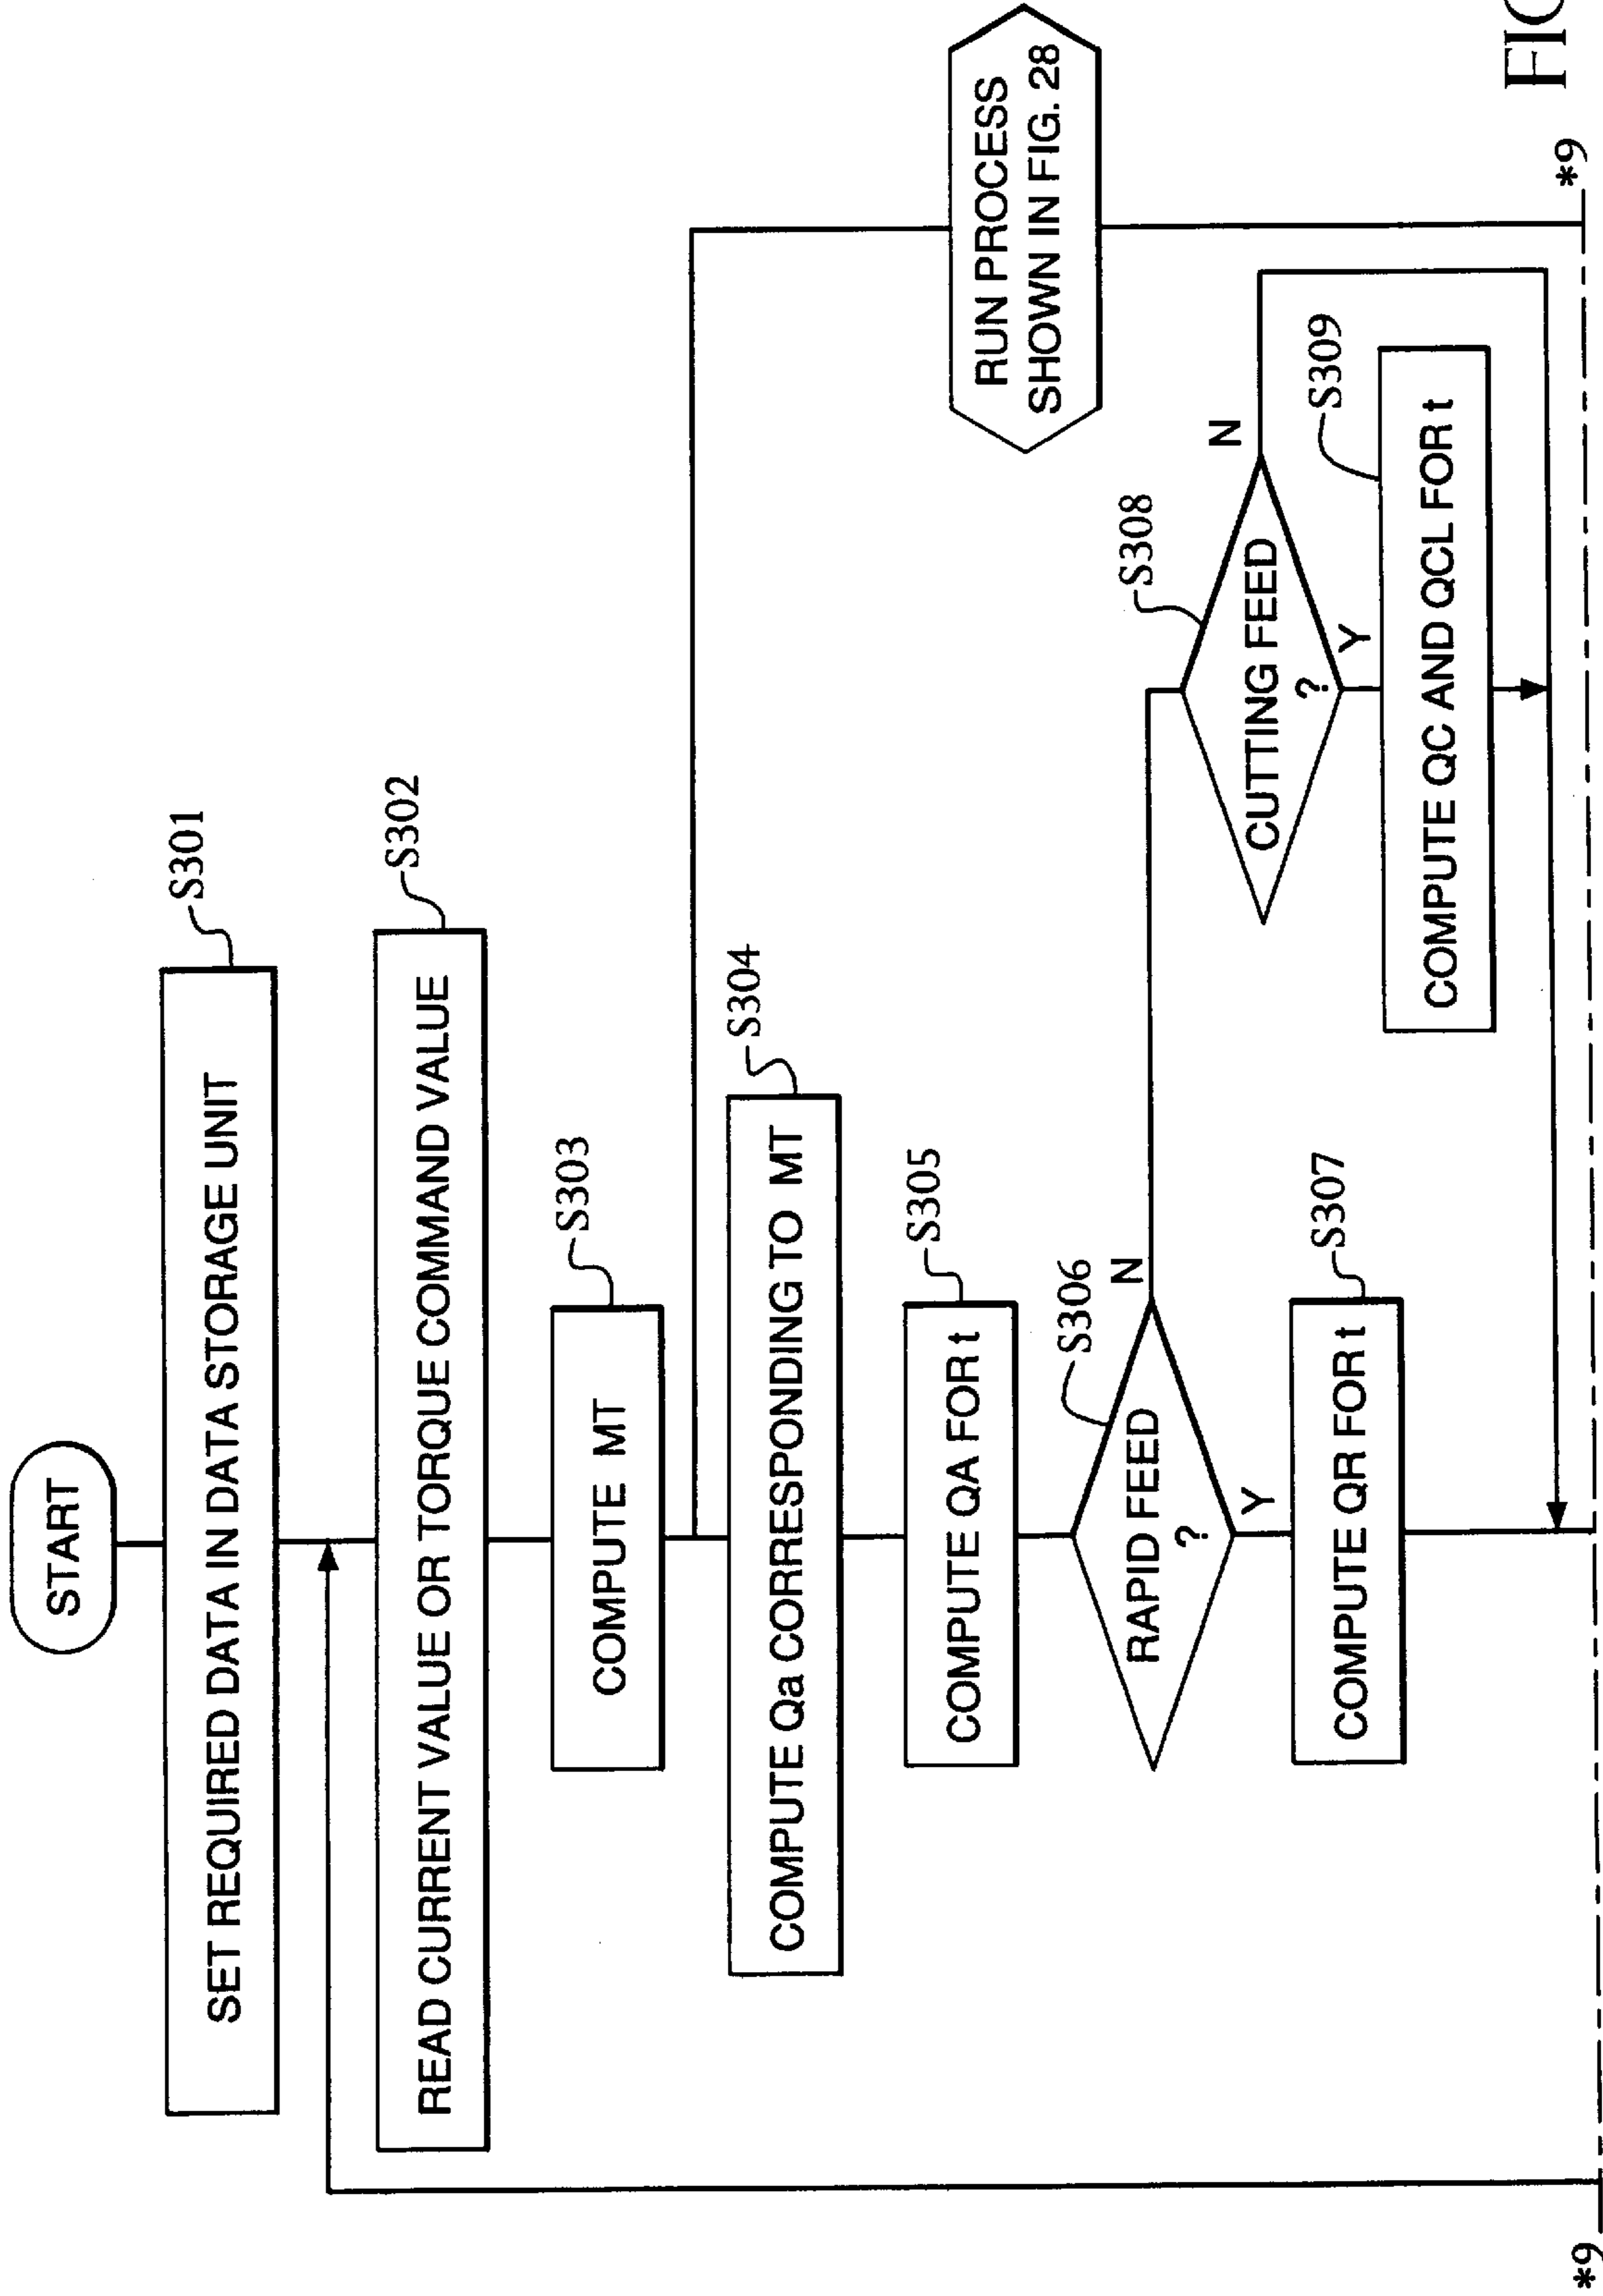 START
S301
SET REQUIRED DATA IN DATA STORAGE UNIT
S302
READ CURRENT VALUE OR TORQUE COMMAND VALUE
S303
COMPUTE MT
S304
COMPUTE Qa CORRESPONDING TO MT
S305
COMPUTE QA FOR t
S306
RAPID FEED
?
N
Y
S307
COMPUTE QR FOR t
S308
CUTTING FEED
?
N
Y
S309
COMPUTE QC AND QCL FOR t
RUN PROCESS
SHOWN IN FIG. 28
*9
*9